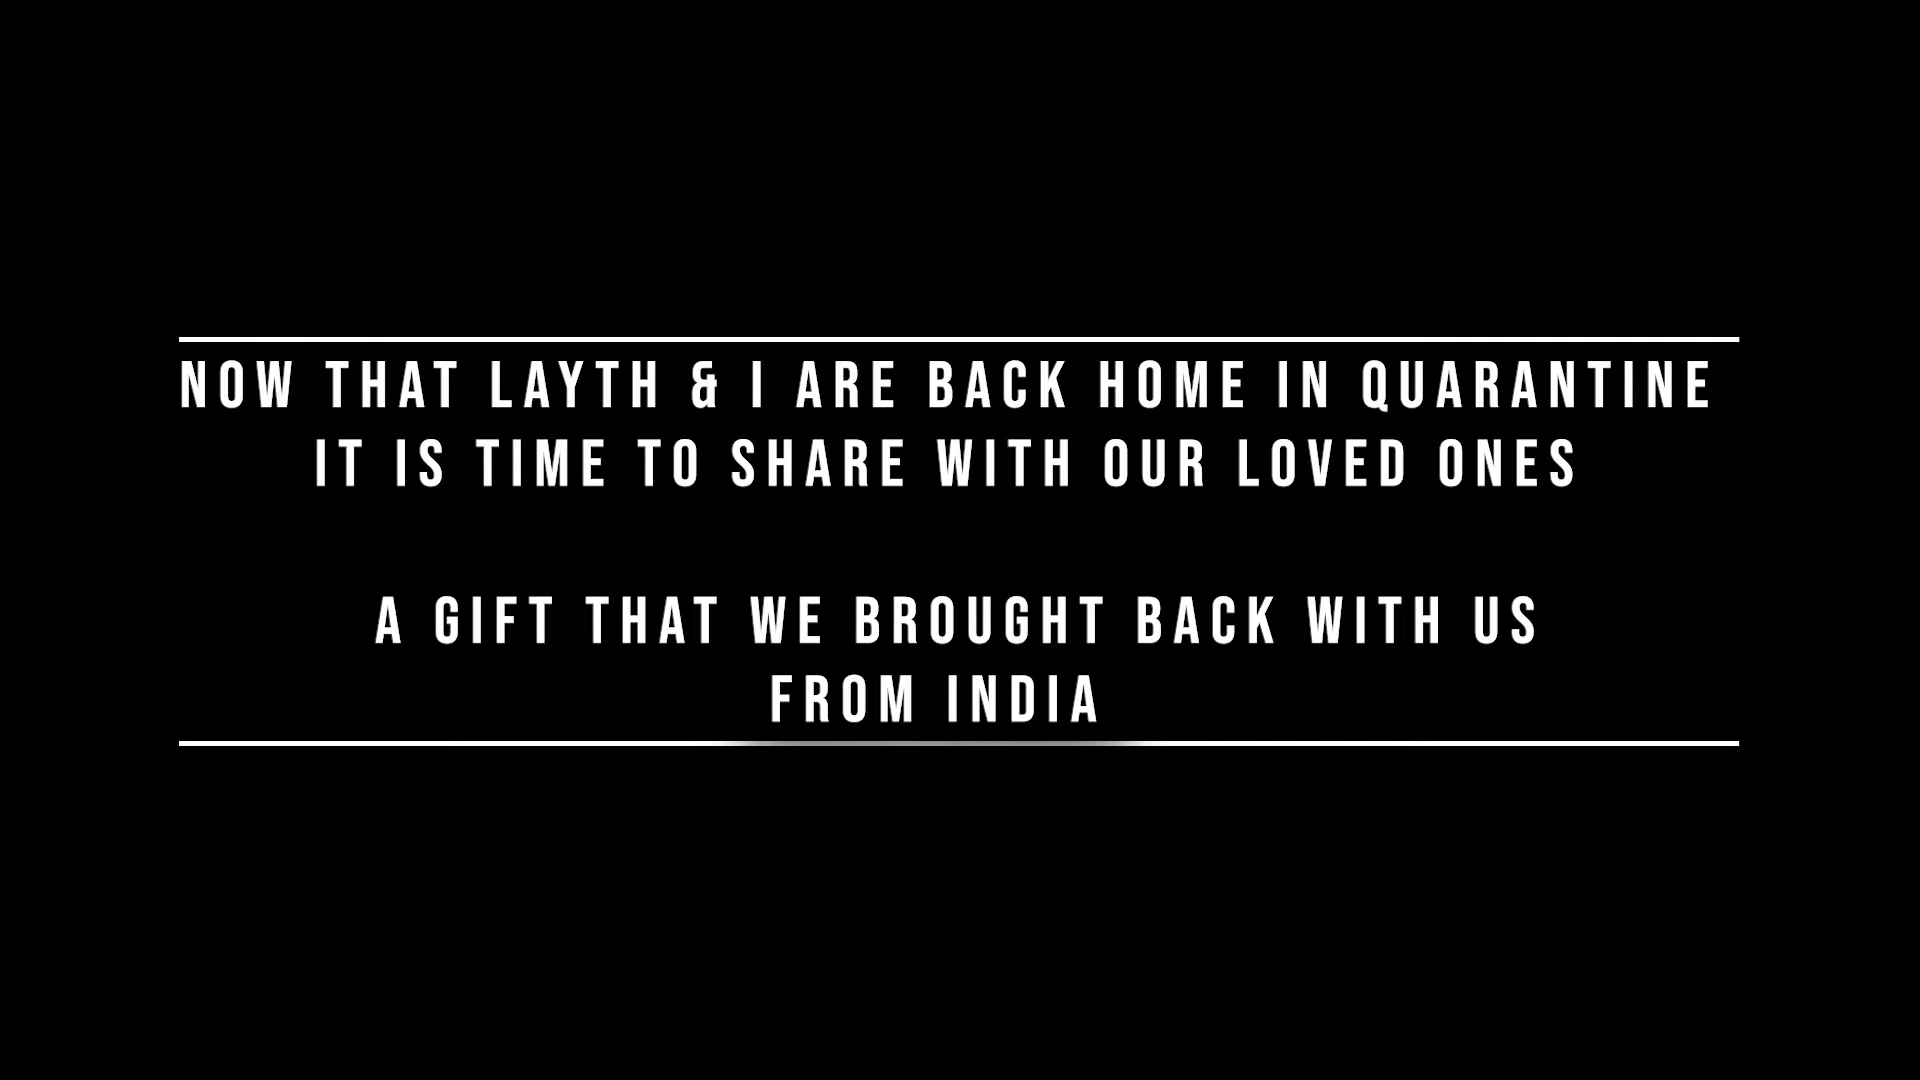 NOW THAT LAYTH & I ARE BACK HOME IN QUARANTINE
IT IS TIME TO SHARE WITH OUR LOVED ONES
A GIFT THAT WE BROUGHT BACK WITH US
FROM INDIA